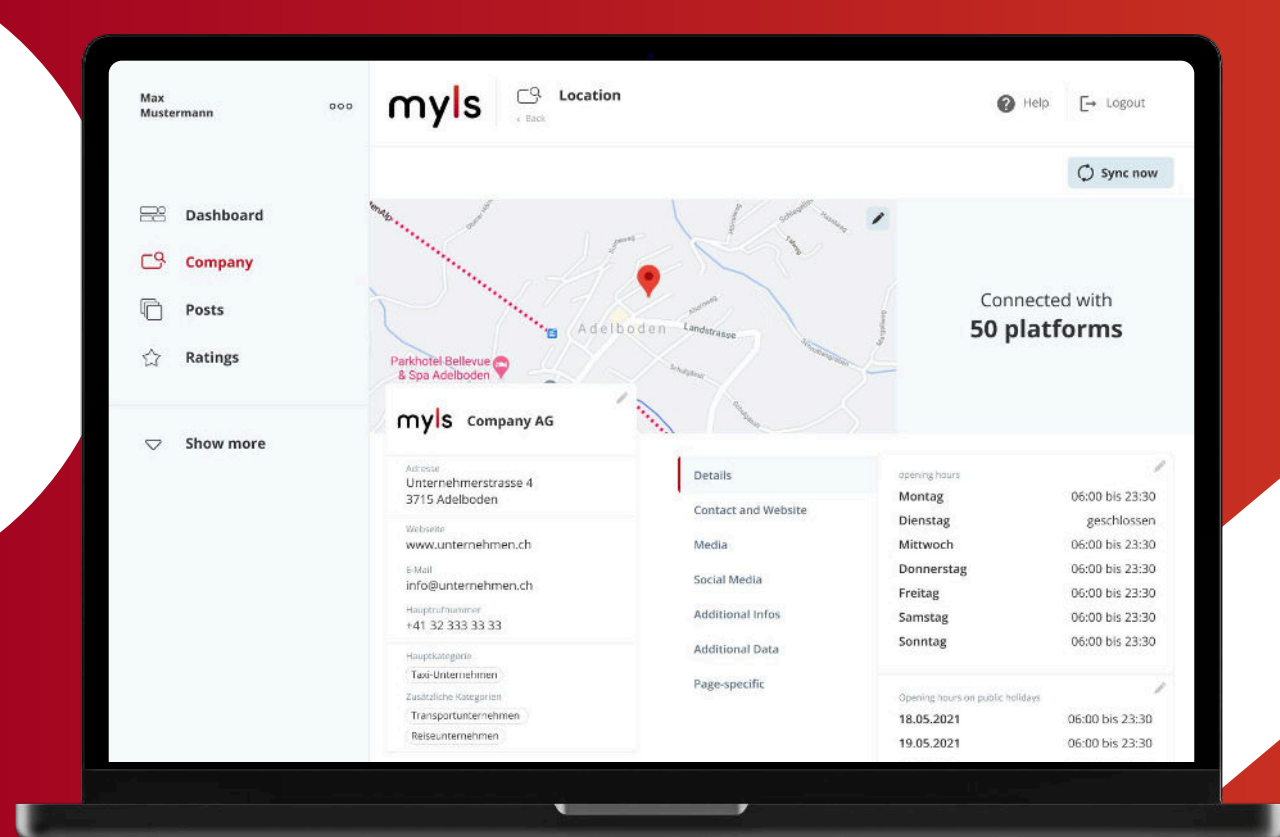 Max
Mustermann
ooo
Dashboard
Company
Posts
Ratings
Show more
myls
Location
‹ Back
Help
Logout
Sync now
Adelboden
Landstrasse
Parkhotel Bellevue
& Spa Adelboden
Connected with
50 platforms
myls Company AG
Adresse
Unternehmerstrasse 4
3715 Adelboden
Webseite
www.unternehmen.ch
E-Mail
info@unternehmen.ch
Hauptrufnummer
+41 32 333 33 33
Hauptkategorie
Taxi-Unternehmen
Zusätzliche Kategorien
Transportunternehmen
Reiseunternehmen
Details
Contact and Website
Media
Social Media
Additional Infos
Additional Data
Page-specific
opening hours
Montag 06:00 bis 23:30
Dienstag geschlossen
Mittwoch 06:00 bis 23:30
Donnerstag 06:00 bis 23:30
Freitag 06:00 bis 23:30
Samstag 06:00 bis 23:30
Sonntag 06:00 bis 23:30
Opening hours on public holidays
18.05.2021 06:00 bis 23:30
19.05.2021 06:00 bis 23:30